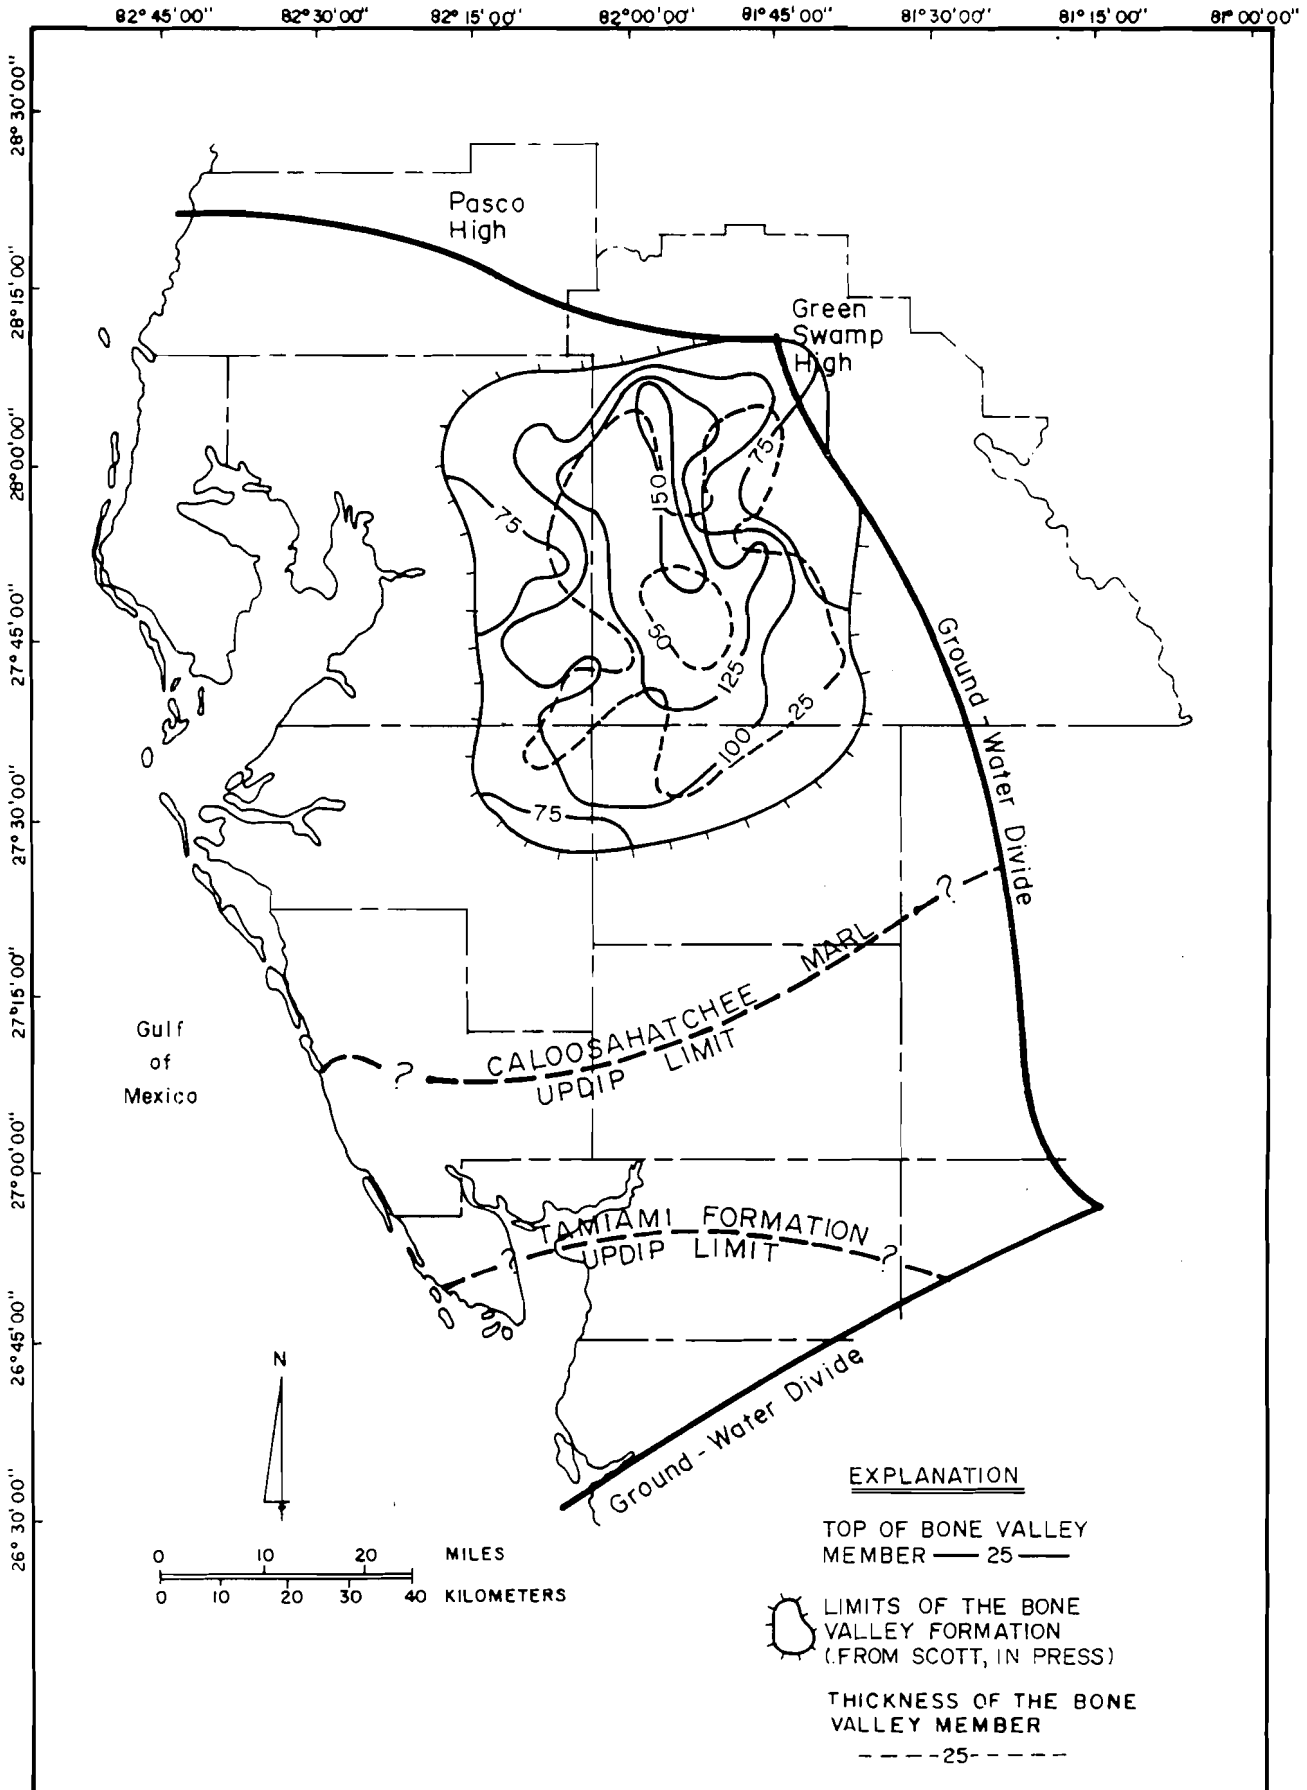 82° 45' 00"
82° 30' 00"
82° 15' 00"
82° 00' 00"
81° 45' 00"
81° 30' 00"
81° 15' 00"
81° 00' 00"
28° 30' 00"
28° 15' 00"
28° 00' 00"
27° 45' 00"
27° 30' 00"
27° 15' 00"
27° 00' 00"
26° 45' 00"
26° 30' 00"
Pasco
High
Green
Swamp
High
75
150
75
50
125
25
100
75
Ground-Water Divide
?
CALOOSAHATCHEE MARL
UPDIP LIMIT
?
Gulf
of
Mexico
TAMIAMI FORMATION
UPDIP LIMIT
?
?
Ground-Water Divide
N
0 10 20 MILES
0 10 20 30 40 KILOMETERS
EXPLANATION
TOP OF BONE VALLEY
MEMBER — 25 —
LIMITS OF THE BONE
VALLEY FORMATION
(.FROM SCOTT, IN PRESS)
THICKNESS OF THE BONE
VALLEY MEMBER
----25-----